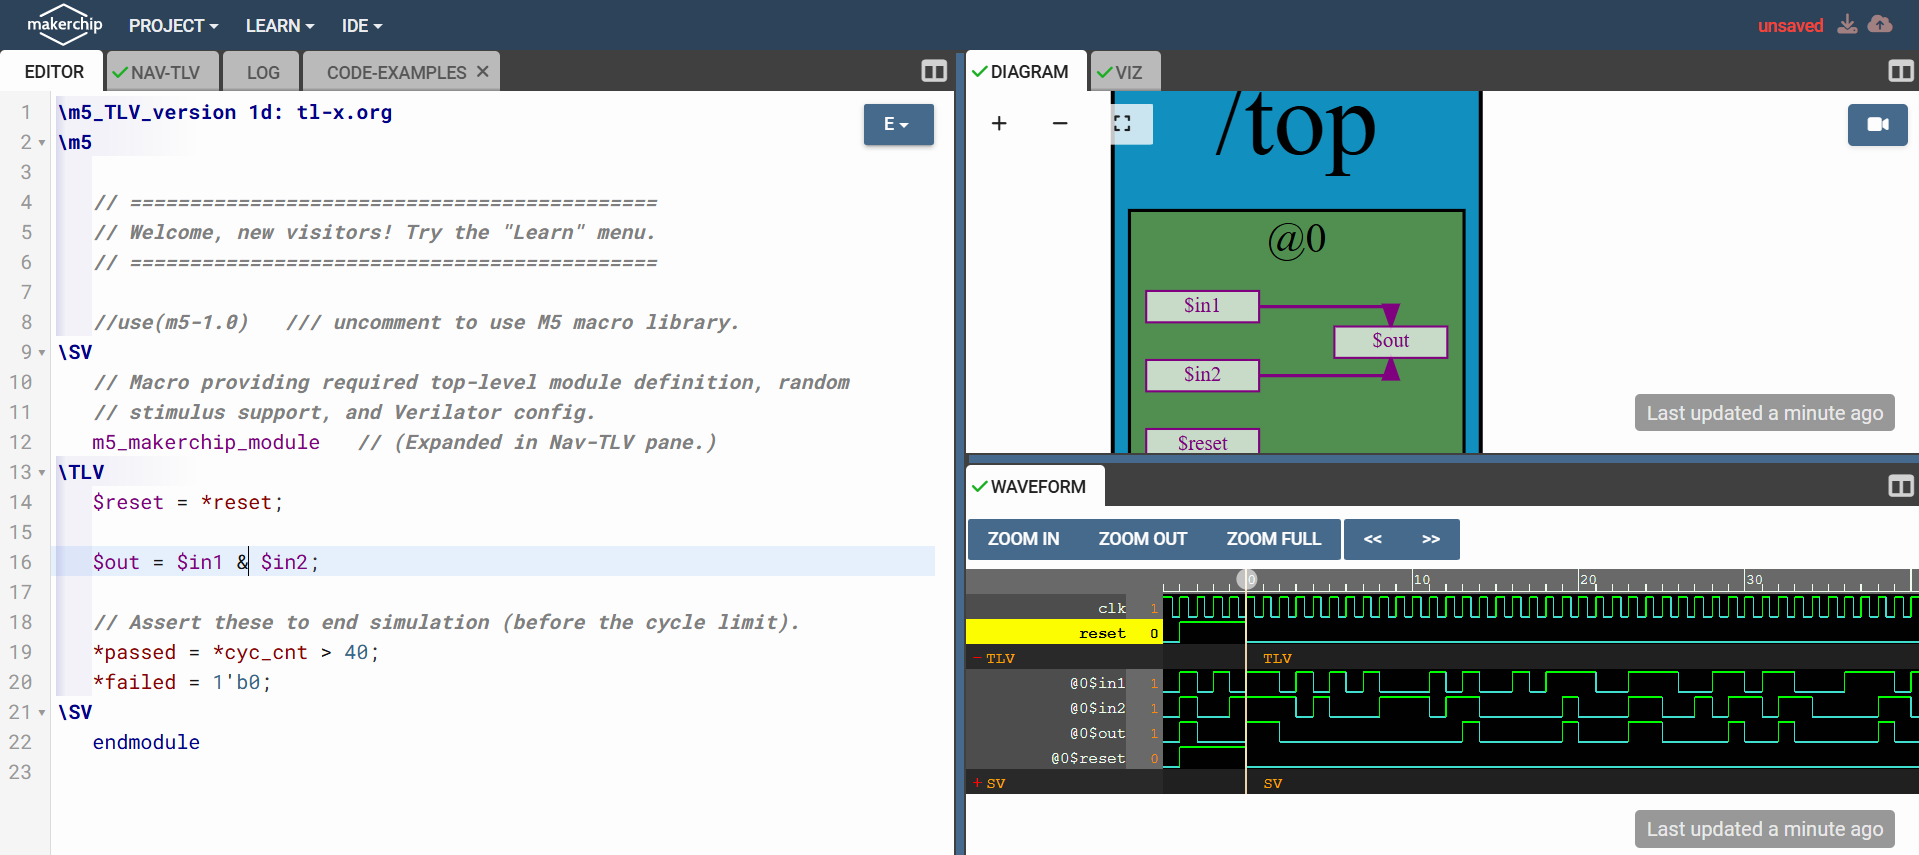 makerchip PROJECT LEARN IDE unsaved
EDITOR NAV-TLV LOG CODE-EXAMPLES ✕
1 \m5_TLV_version 1d: tl-x.org
2 \m5
3
4 // ============================================
5 // Welcome, new visitors! Try the "Learn" menu.
6 // ============================================
7
8 //use(m5-1.0) /// uncomment to use M5 macro library.
9 \SV
10 // Macro providing required top-level module definition, random
11 // stimulus support, and Verilator config.
12 m5_makerchip_module // (Expanded in Nav-TLV pane.)
13 \TLV
14 $reset = *reset;
15
16 $out = $in1 & $in2;
17
18 // Assert these to end simulation (before the cycle limit).
19 *passed = *cyc_cnt > 40;
20 *failed = 1'b0;
21 \SV
22 endmodule
23
E
DIAGRAM VIZ
+ −
/top
@0
$in1
$out
$in2
$reset
Last updated a minute ago
WAVEFORM
ZOOM IN ZOOM OUT ZOOM FULL << >>
0 10 20 30
clk 1
reset 0
− TLV TLV
@0$in1 1
@0$in2 1
@0$out 1
@0$reset 0
+ SV SV
Last updated a minute ago